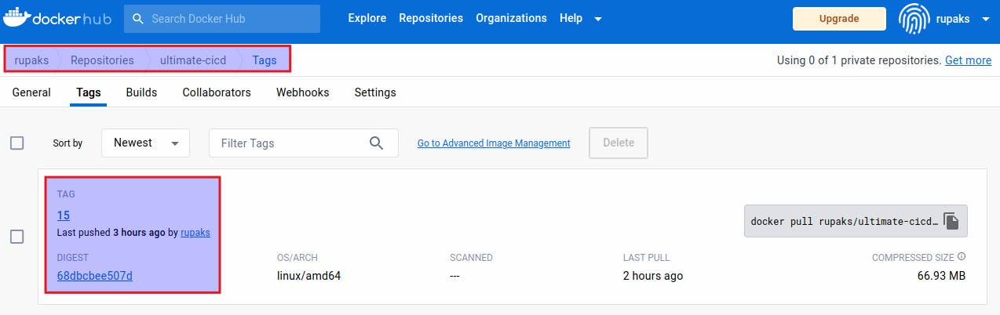 dockerhub Search Docker Hub Explore Repositories Organizations Help Upgrade rupaks
rupaks Repositories ultimate-cicd Tags Using 0 of 1 private repositories. Get more
General Tags Builds Collaborators Webhooks Settings
Sort by Newest Filter Tags Go to Advanced Image Management Delete
TAG
15
Last pushed 3 hours ago by rupaks
docker pull rupaks/ultimate-cicd…
DIGEST OS/ARCH SCANNED LAST PULL COMPRESSED SIZE
68dbcbee507d linux/amd64 --- 2 hours ago 66.93 MB